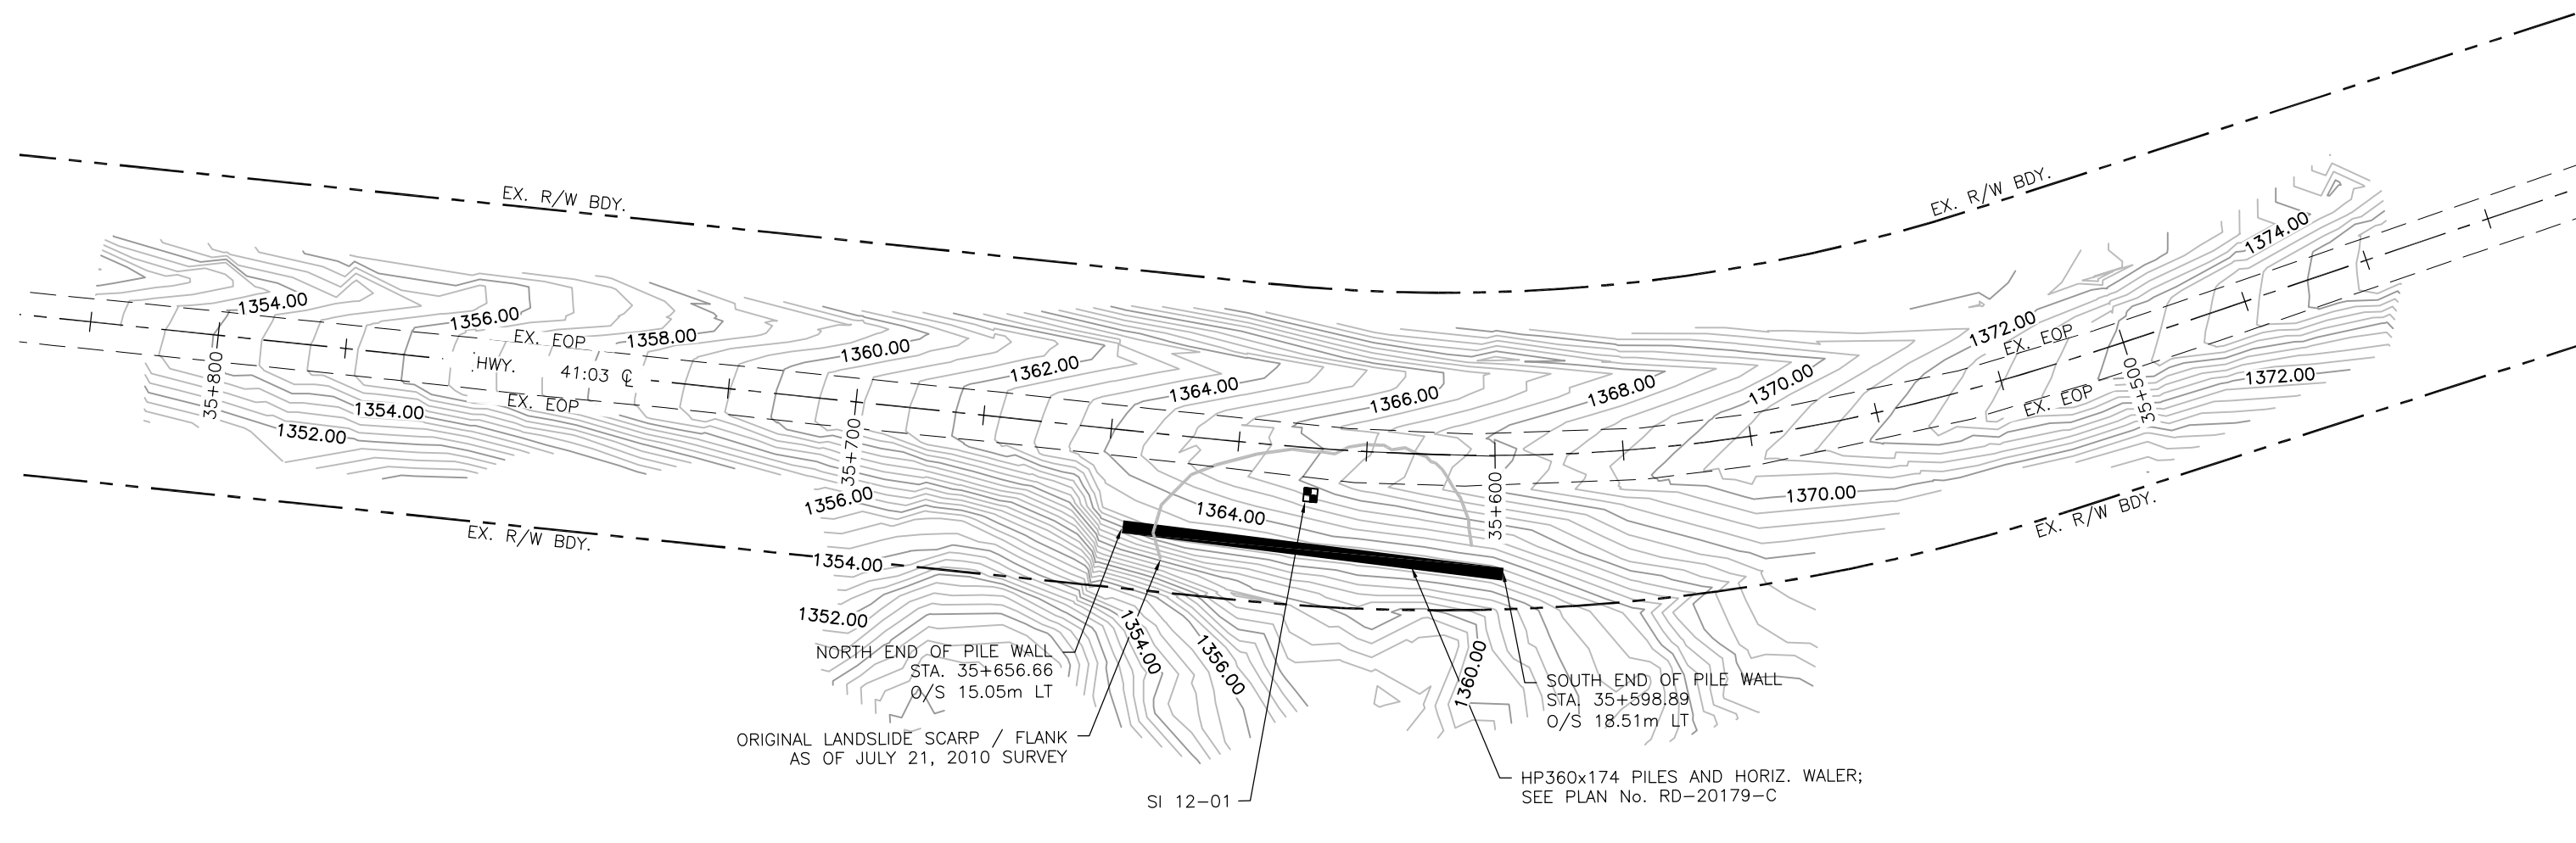 EX. R/W BDY.
EX. R/W BDY.
1374.00
1354.00
1356.00
EX. EOP
1358.00
1360.00
1362.00
1364.00
1366.00
1368.00
1370.00
1372.00
EX. EOP
HWY. 41:03 ℄
35+800
1354.00
EX. EOP
1352.00
35+700
EX. EOP
35+500
1372.00
1356.00
1364.00
35+600
1370.00
EX. R/W BDY.
EX. R/W BDY.
1354.00
1352.00
1354.00
1356.00
1360.00
NORTH END OF PILE WALL
STA. 35+656.66
O/S 15.05m LT
SOUTH END OF PILE WALL
STA. 35+598.89
O/S 18.51m LT
ORIGINAL LANDSLIDE SCARP / FLANK
AS OF JULY 21, 2010 SURVEY
SI 12-01
HP360x174 PILES AND HORIZ. WALER;
SEE PLAN No. RD-20179-C